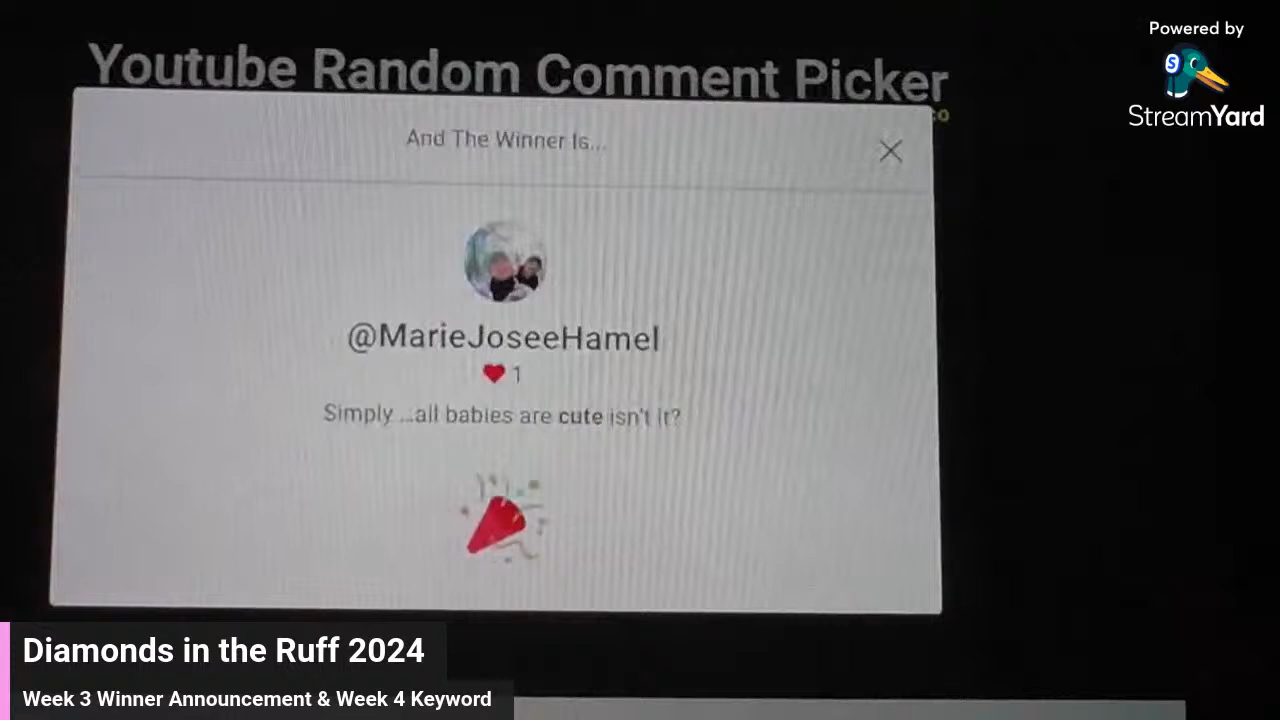 Powered by
StreamYard
Youtube Random Comment Picker
co
And The Winner Is...
@MarieJoseeHamel
1
Simply ...all babies are cute isn't it?
Diamonds in the Ruff 2024
Week 3 Winner Announcement & Week 4 Keyword